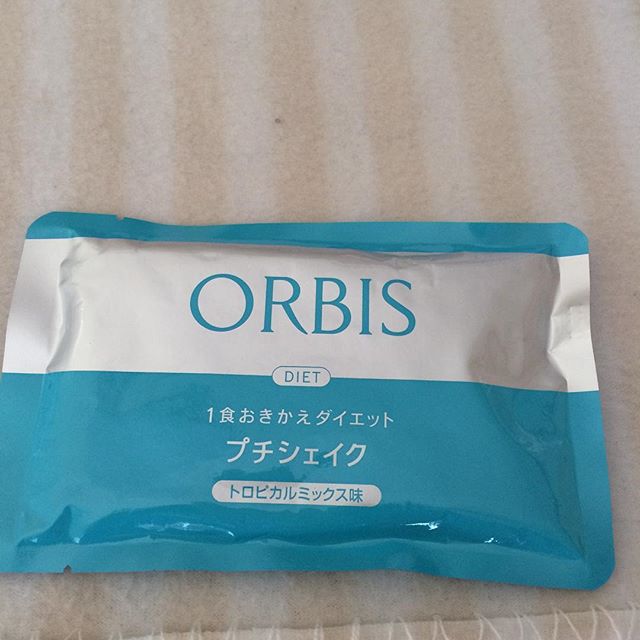 ORBIS
DIET
1食おきかえダイエット
プチシェイク
トロピカルミックス味